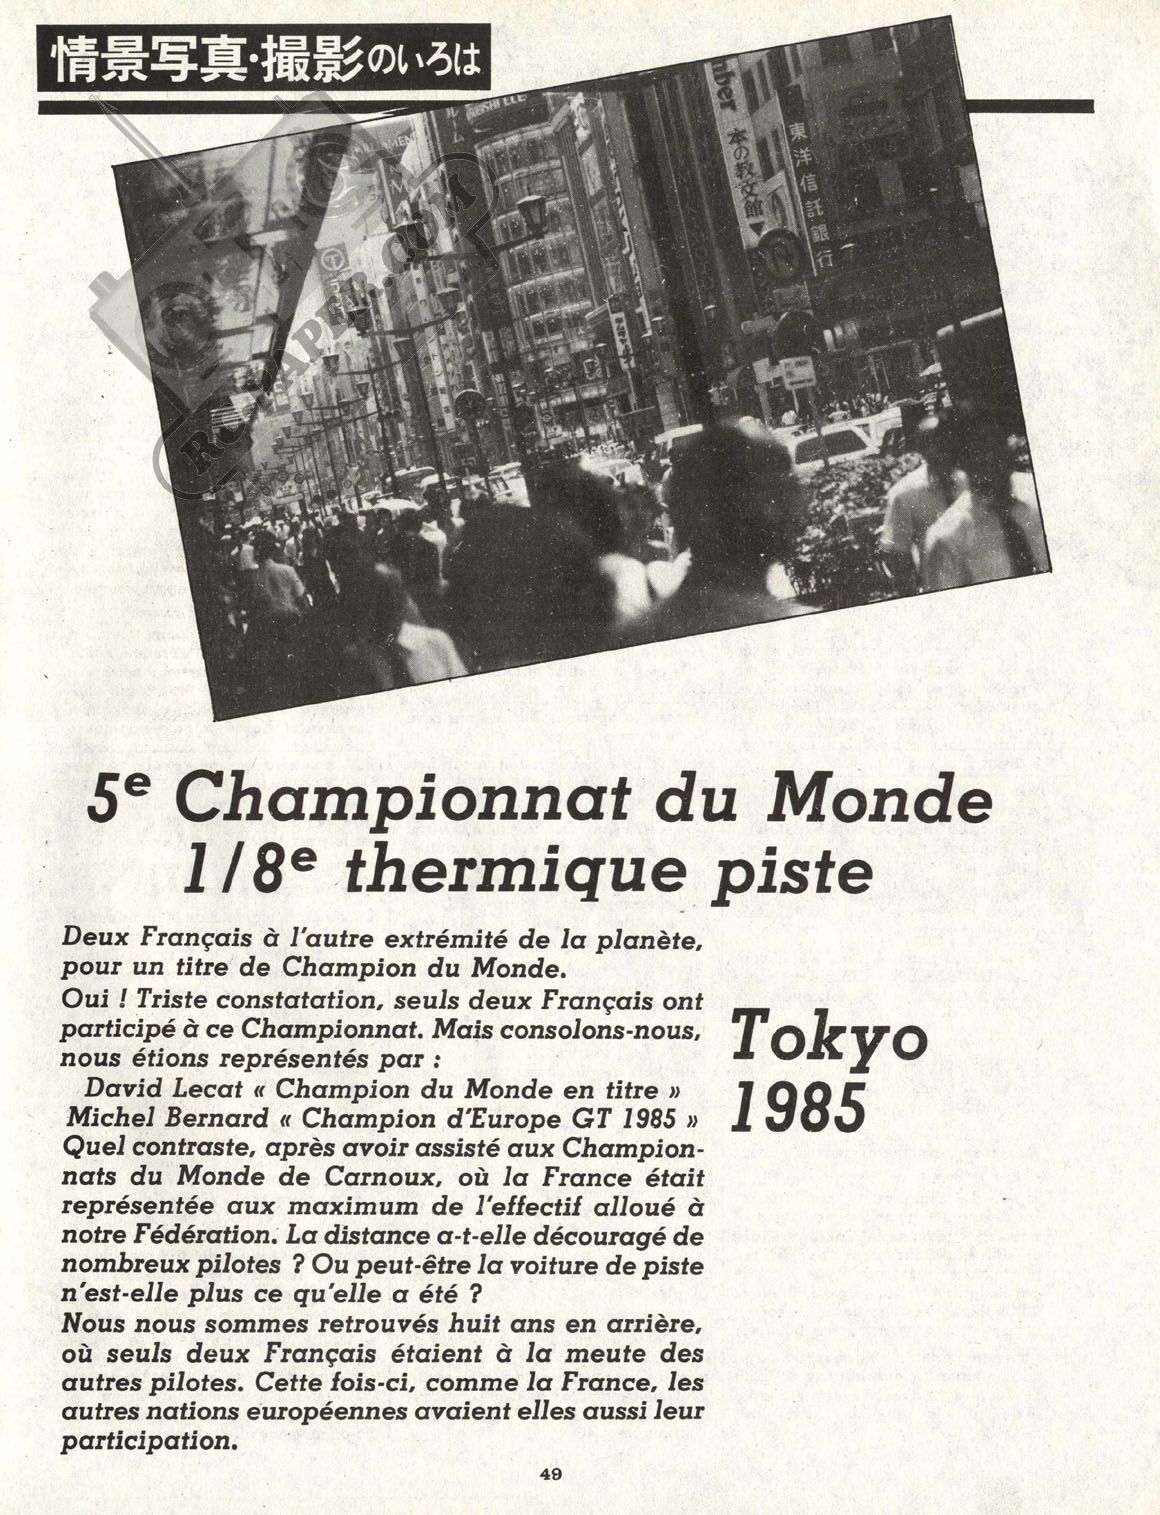 情景写真・撮影のいろは
本の教文館▼
東洋信託銀行
RCPAPER.COM
5e Championnat du Monde
1/8e thermique piste
Deux Français à l'autre extrémité de la planète,
pour un titre de Champion du Monde.
Oui ! Triste constatation, seuls deux Français ont
participé à ce Championnat. Mais consolons-nous,
nous étions représentés par :
David Lecat « Champion du Monde en titre »
Michel Bernard « Champion d'Europe GT 1985 »
Quel contraste, après avoir assisté aux Champion-
nats du Monde de Carnoux, où la France était
représentée aux maximum de l'effectif alloué à
notre Fédération. La distance a-t-elle découragé de
nombreux pilotes ? Ou peut-être la voiture de piste
n'est-elle plus ce qu'elle a été ?
Nous nous sommes retrouvés huit ans en arrière,
où seuls deux Français étaient à la meute des
autres pilotes. Cette fois-ci, comme la France, les
autres nations européennes avaient elles aussi leur
participation.
Tokyo
1985
49